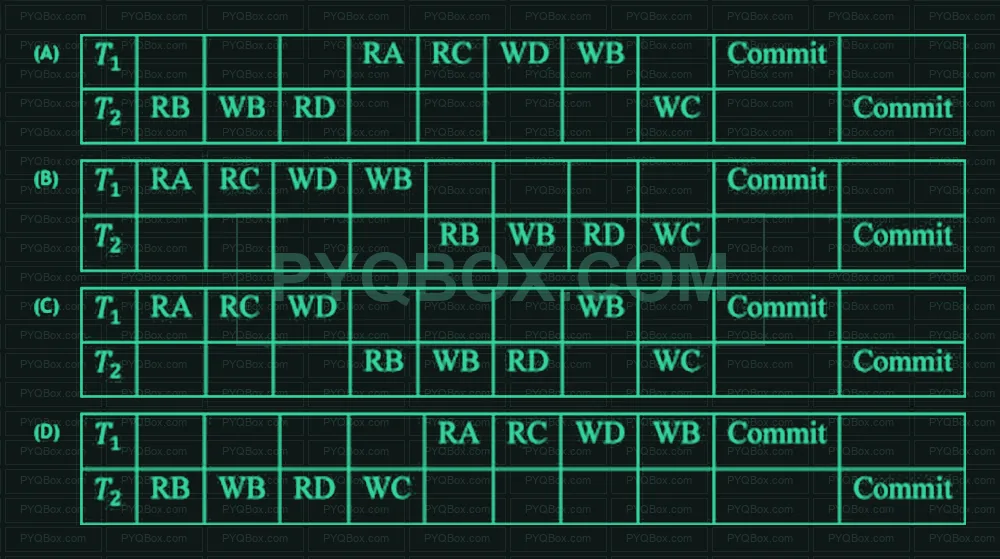 (A) T₁ RA RC WD WB Commit
T₂ RB WB RD WC Commit
(B) T₁ RA RC WD WB Commit
T₂ RB WB RD WC Commit
PYQBOX.COM
(C) T₁ RA RC WD WB Commit
T₂ RB WB RD WC Commit
(D) T₁ RA RC WD WB Commit
T₂ RB WB RD WC Commit